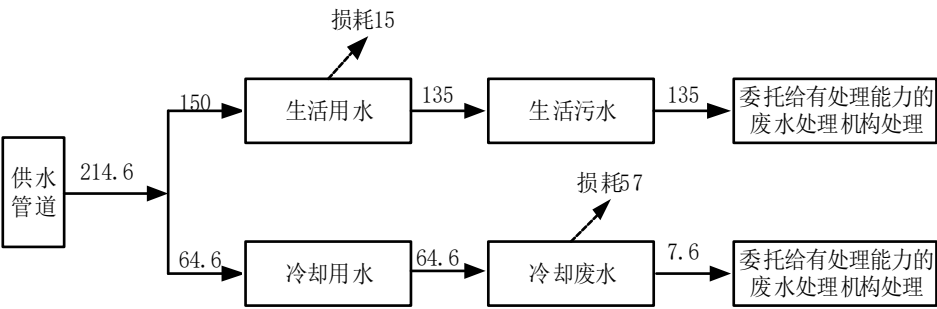 损耗15
150
生活用水
135
生活污水
135
委托给有处理能力的
废水处理机构处理
供水
管道
214.6
损耗57
64.6
冷却用水
64.6
冷却废水
7.6
委托给有处理能力的
废水处理机构处理